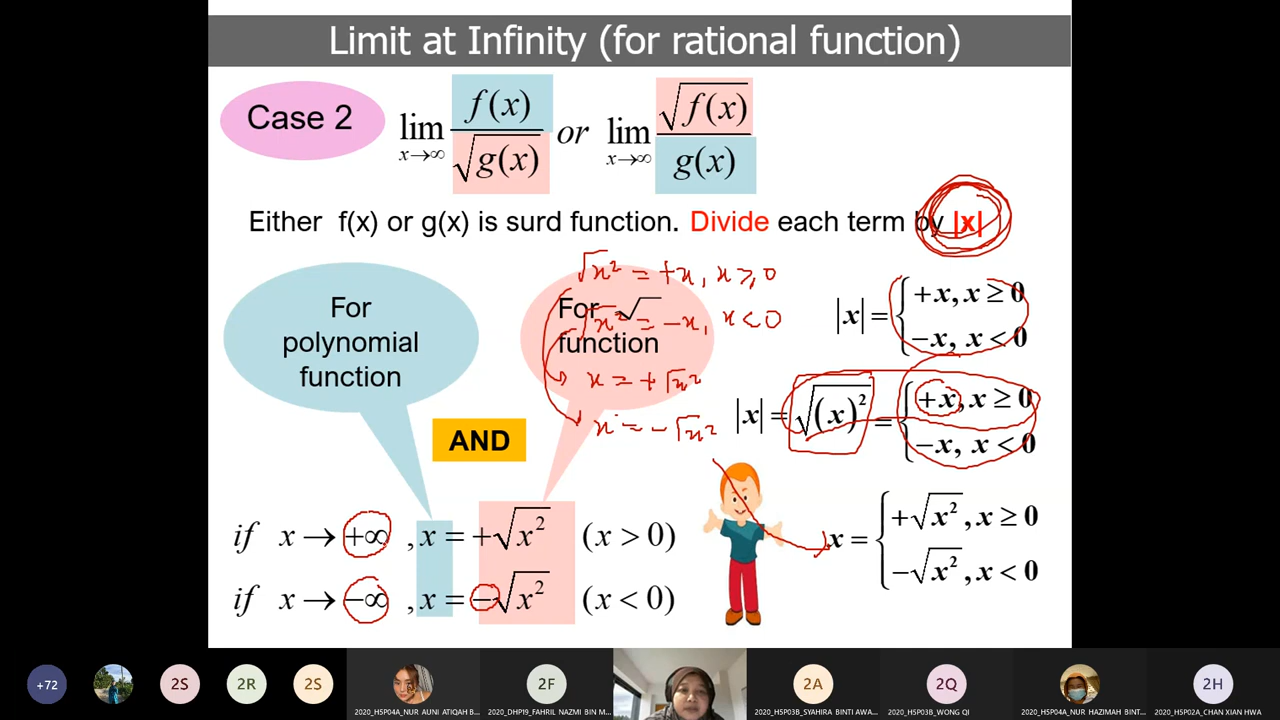 Limit at Infinity (for rational function)
Case 2
lim x→∞ f(x)/√g(x) or lim x→∞ √f(x)/g(x)
Either f(x) or g(x) is surd function. Divide each term by |x|
√x² = +x, x ≥ 0
For
polynomial
function
For √
function
√x² = -x, x < 0
x = +√x²
x = -√x²
|x| = { +x, x ≥ 0
-x, x < 0
|x| = √(x)² = { +x, x ≥ 0
-x, x < 0
AND
if x → +∞ , x = +√x² (x > 0)
if x → -∞ , x = -√x² (x < 0)
x = { +√x², x ≥ 0
-√x², x < 0
+72
2S
2R
2S
2F
2A
2Q
2H
2020_HSP04A_NUR AUNI ATIQAH B...
2020_DHP19_FAHRIL NAZMI BIN M...
2020_HSP03B_SYAHIRA BINTI AWA...
2020_HSP03B_WONG QI
2020_HSP04A_NUR HAZIMAH BINT...
2020_HSP02A_CHAN XIAN HWA